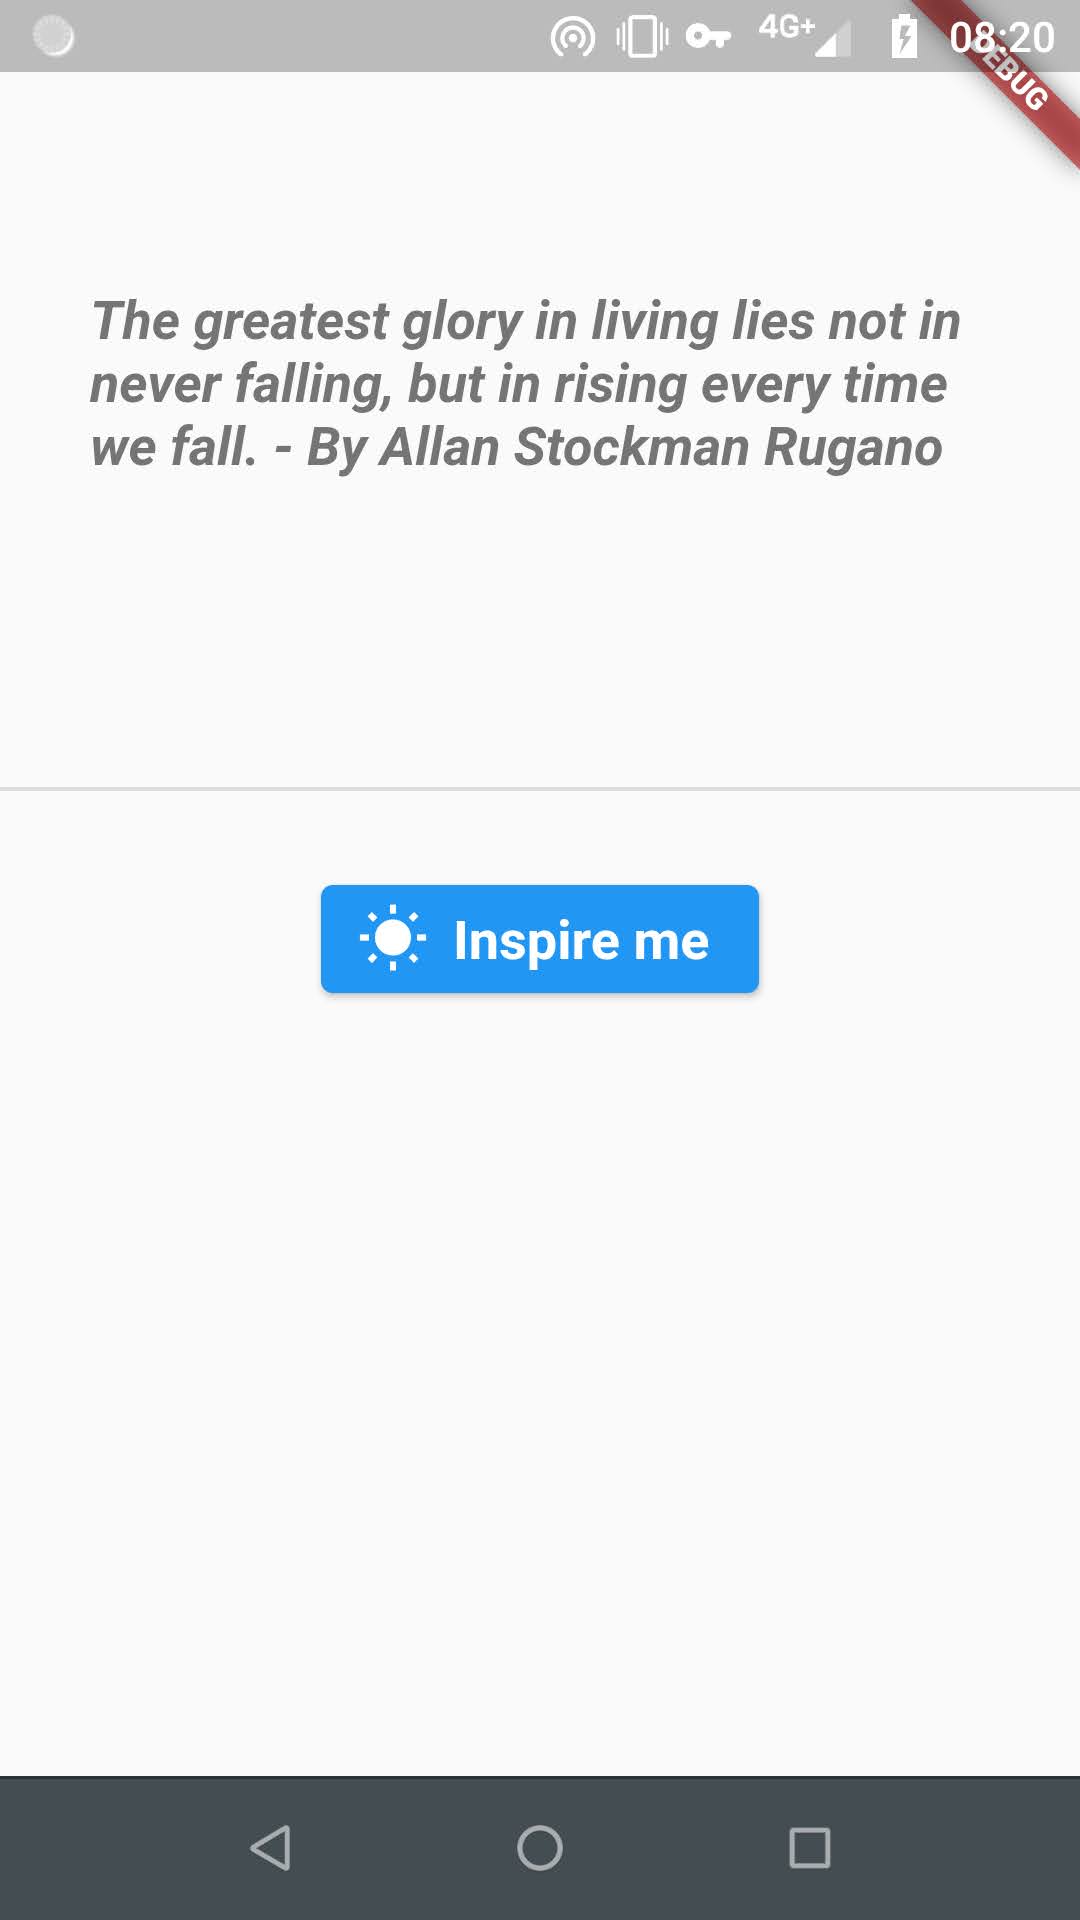 4G+ 08:20
DEBUG
The greatest glory in living lies not in
never falling, but in rising every time
we fall. - By Allan Stockman Rugano
Inspire me